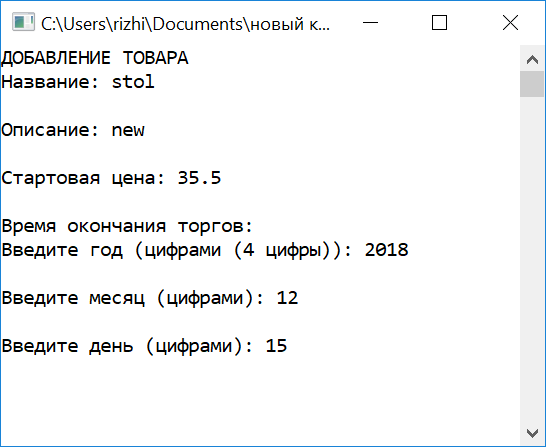 C:\Users\rizhi\Documents\новый к...
ДОБАВЛЕНИЕ ТОВАРА
Название: stol
Описание: new
Стартовая цена: 35.5
Время окончания торгов:
Введите год (цифрами (4 цифры)): 2018
Введите месяц (цифрами): 12
Введите день (цифрами): 15